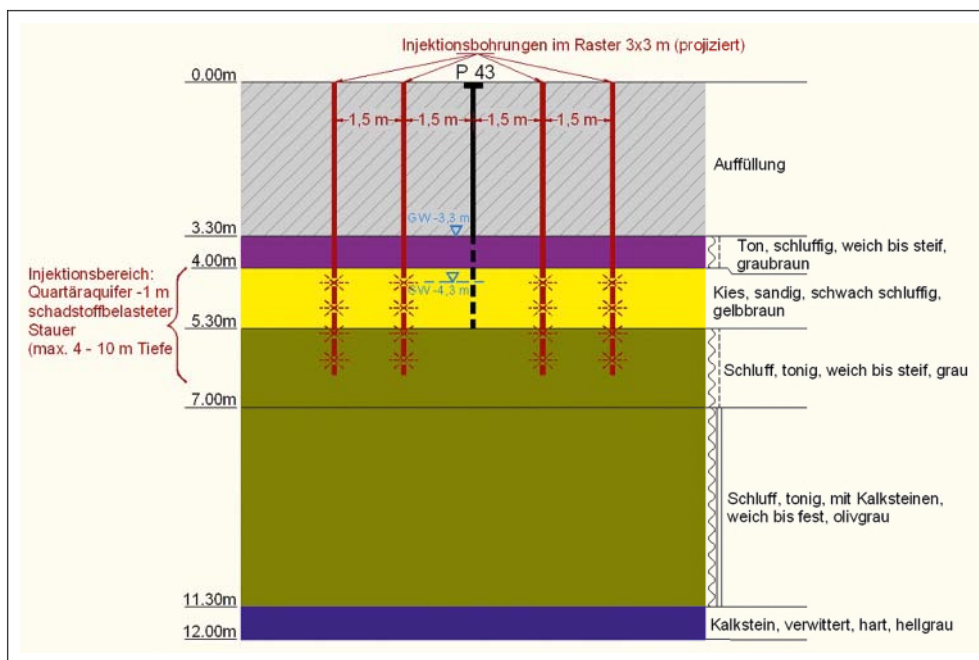 Injektionsbohrungen im Raster 3x3 m (projiziert)
P 43
0.00m
1,5 m
1,5 m
1,5 m
1,5 m
Auffüllung
GW -3,3 m
3.30m
Ton, schluffig, weich bis steif,
graubraun
4.00m
Injektionsbereich:
Quartäraquifer -1 m
schadstoffbelasteter
Stauer
(max. 4 - 10 m Tiefe
GW -4,3 m
Kies, sandig, schwach schluffig,
gelbbraun
5.30m
Schluff, tonig, weich bis steif, grau
7.00m
Schluff, tonig, mit Kalksteinen,
weich bis fest, olivgrau
11.30m
Kalkstein, verwittert, hart, hellgrau
12.00m